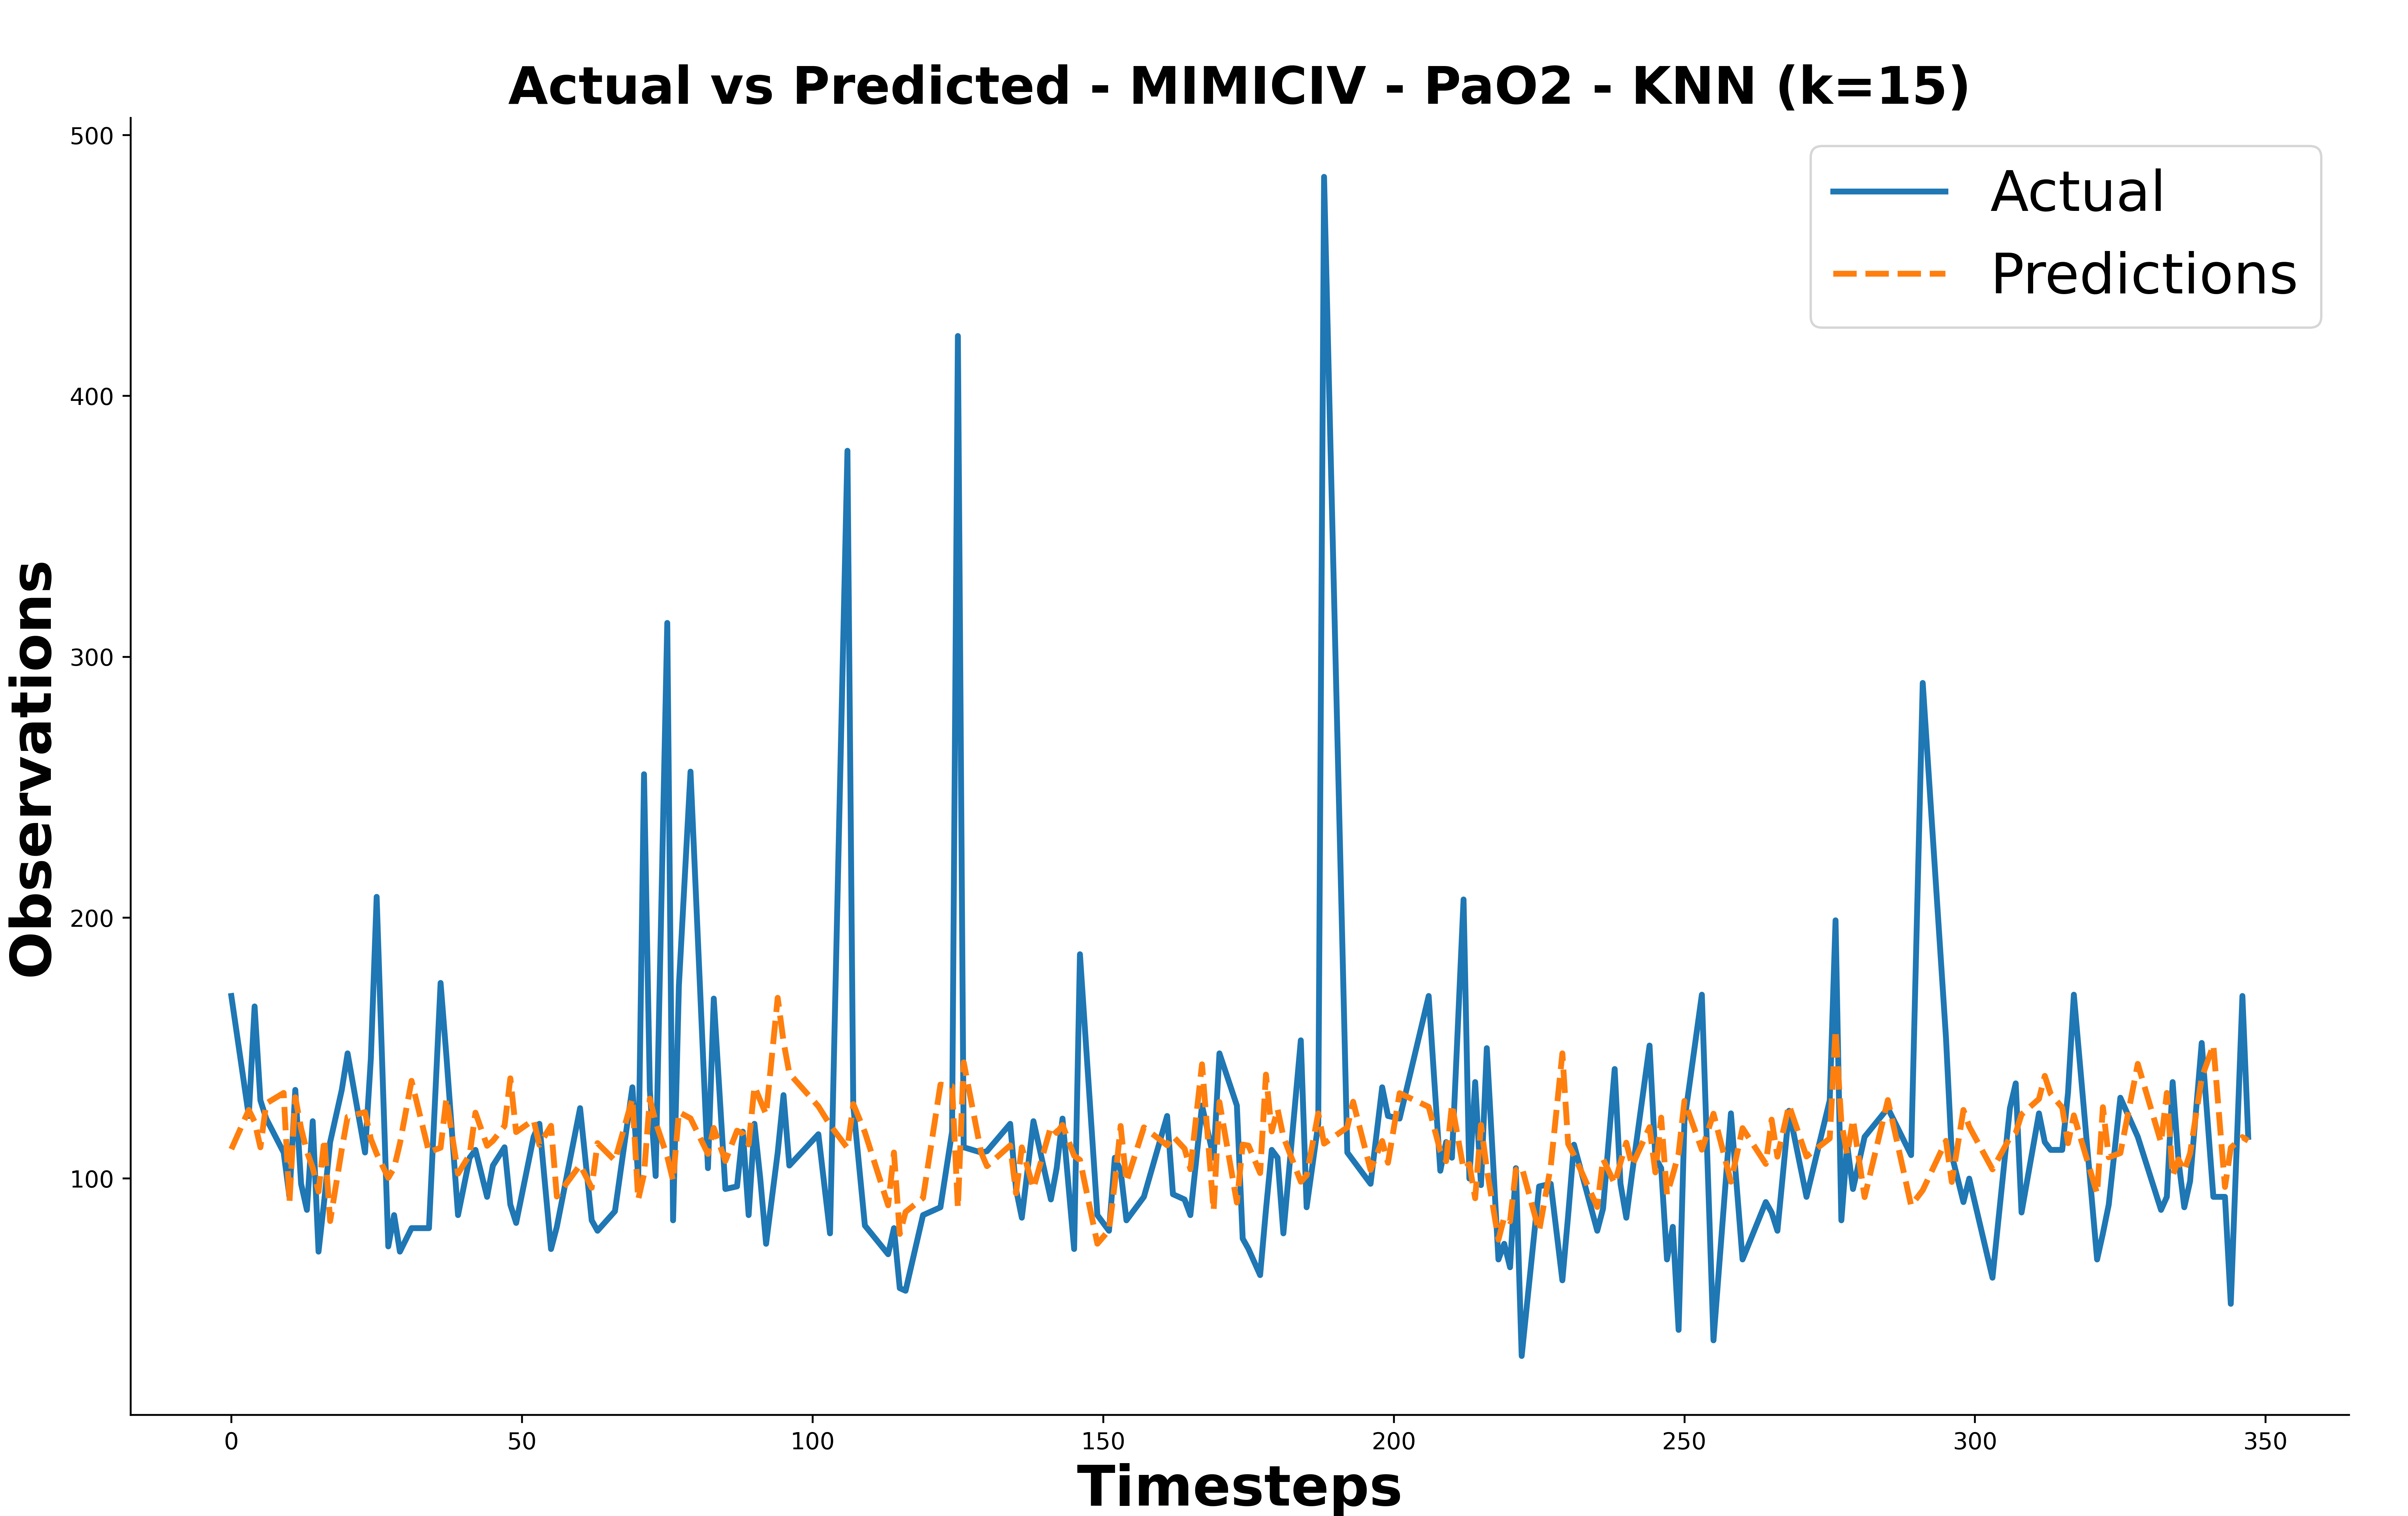 Actual vs Predicted - MIMICIV - PaO2 - KNN (k=15)
500
400
300
200
100
Observations
Actual
Predictions
0 50 100 150 200 250 300 350
Timesteps